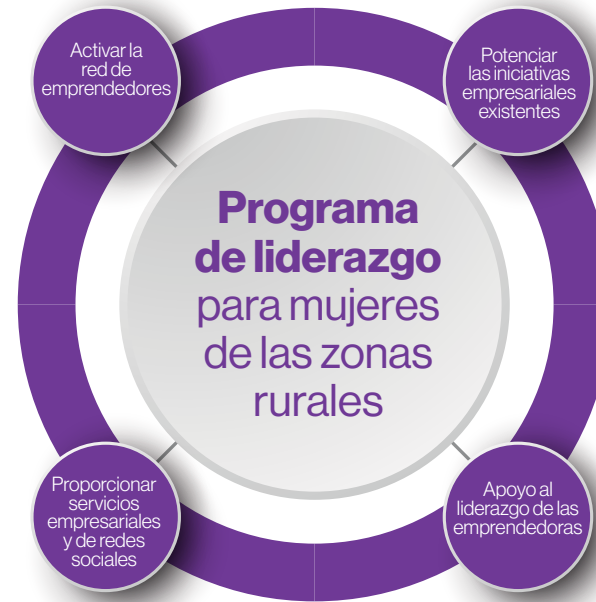 Activar la
red de
emprendedores
Potenciar
las iniciativas
empresariales
existentes
Programa
de liderazgo
para mujeres
de las zonas
rurales
Proporcionar
servicios
empresariales
y de redes
sociales
Apoyo al
liderazgo de las
emprendedoras